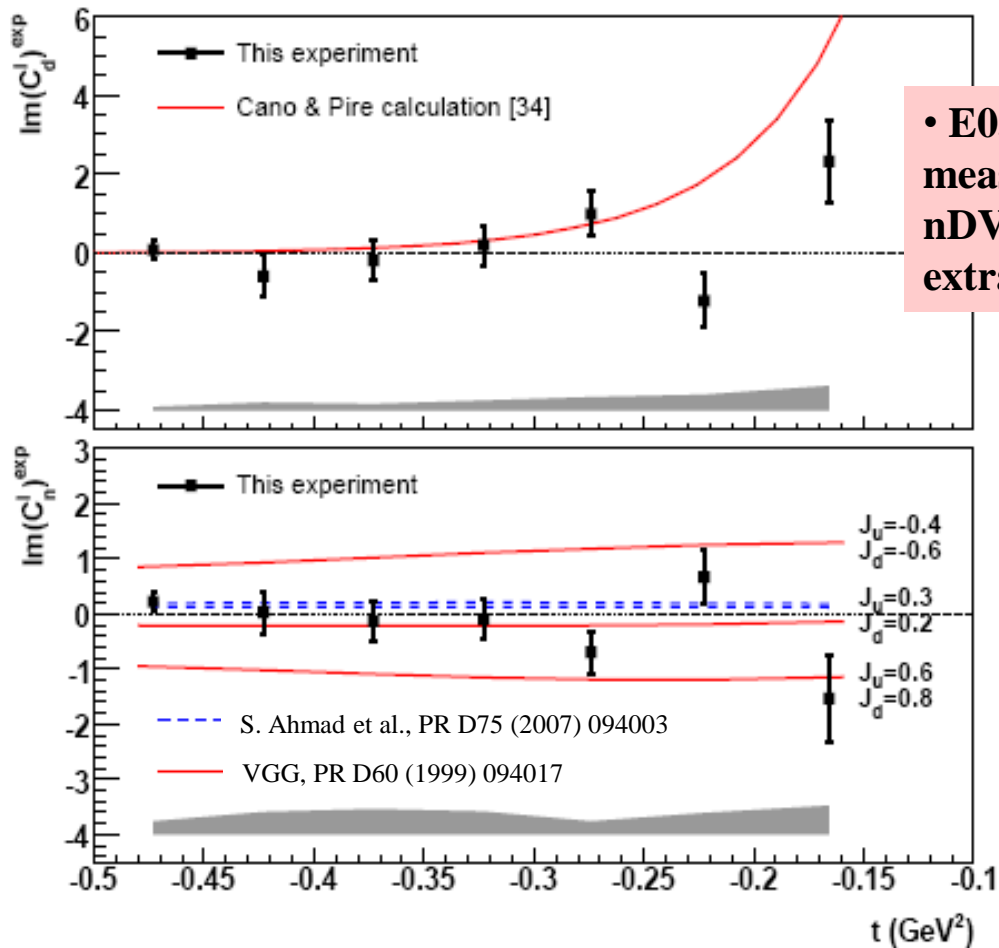 6
4
2
0
-2
-4
Im(C_d^I)^exp
This experiment
Cano & Pire calculation [34]
• E0
mea
nDV
extra
3
2
1
0
-1
-2
-3
-4
Im(C_n^I)^exp
This experiment
J_u=-0.4
J_d=-0.6
J_u=0.3
J_d=0.2
J_u=0.6
J_d=0.8
S. Ahmad et al., PR D75 (2007) 094003
VGG, PR D60 (1999) 094017
-0.5 -0.45 -0.4 -0.35 -0.3 -0.25 -0.2 -0.15 -0.1
t (GeV²)